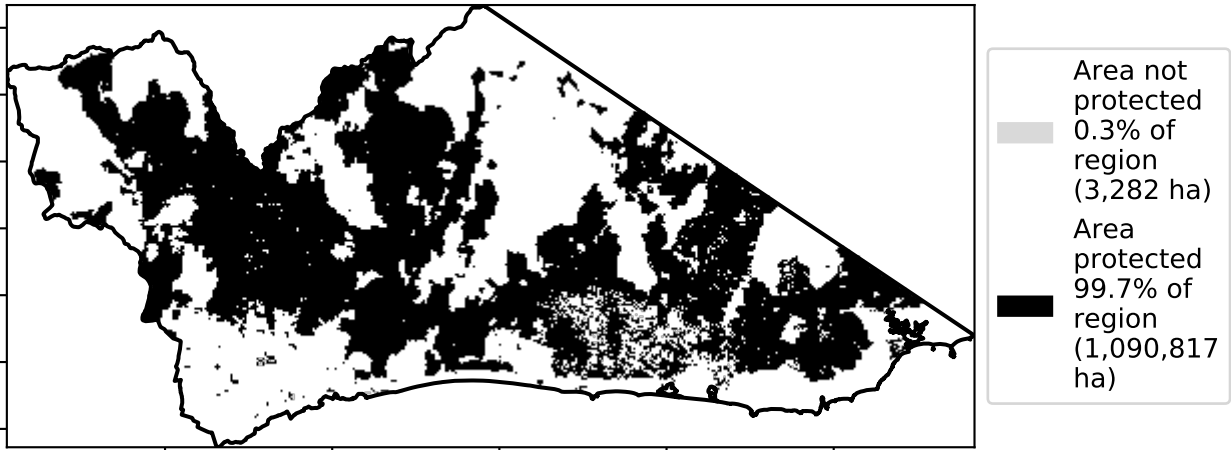 Area not
protected
0.3% of
region
(3,282 ha)
Area
protected
99.7% of
region
(1,090,817
ha)